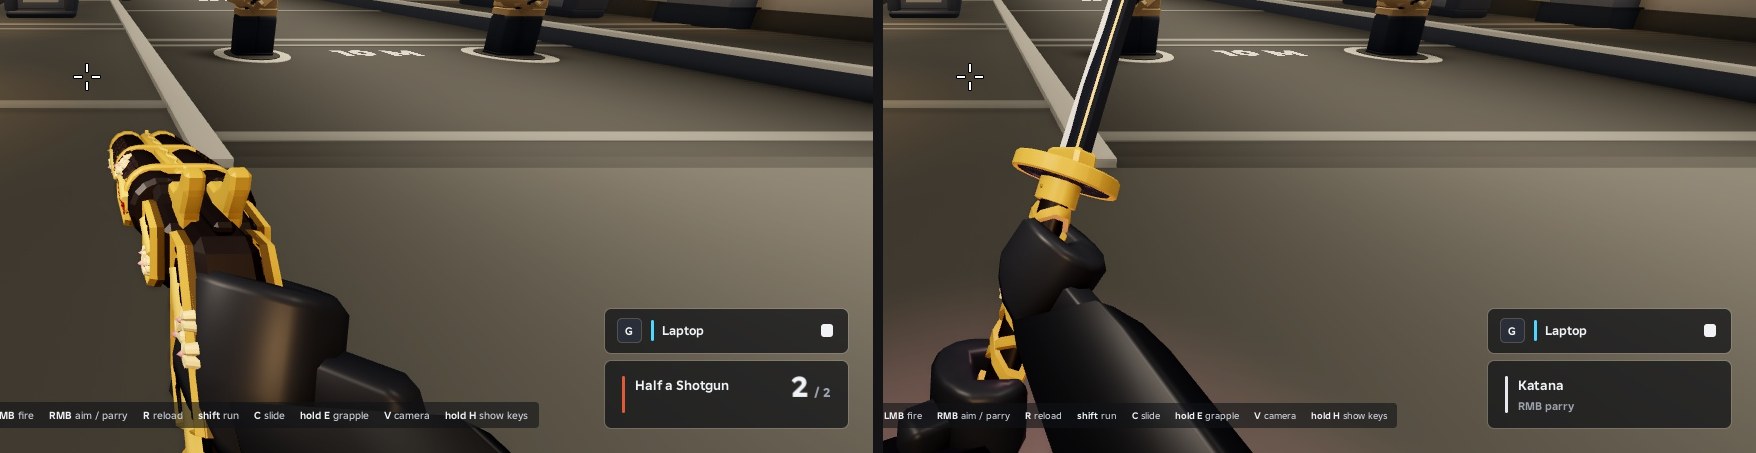 10 M
G Laptop
Half a Shotgun 2 / 2
MB fire RMB aim / parry R reload shift run C slide hold E grapple V camera hold H show keys
10 M
G Laptop
Katana
RMB parry
LMB fire RMB aim / parry R reload shift run C slide hold E grapple V camera hold H show keys